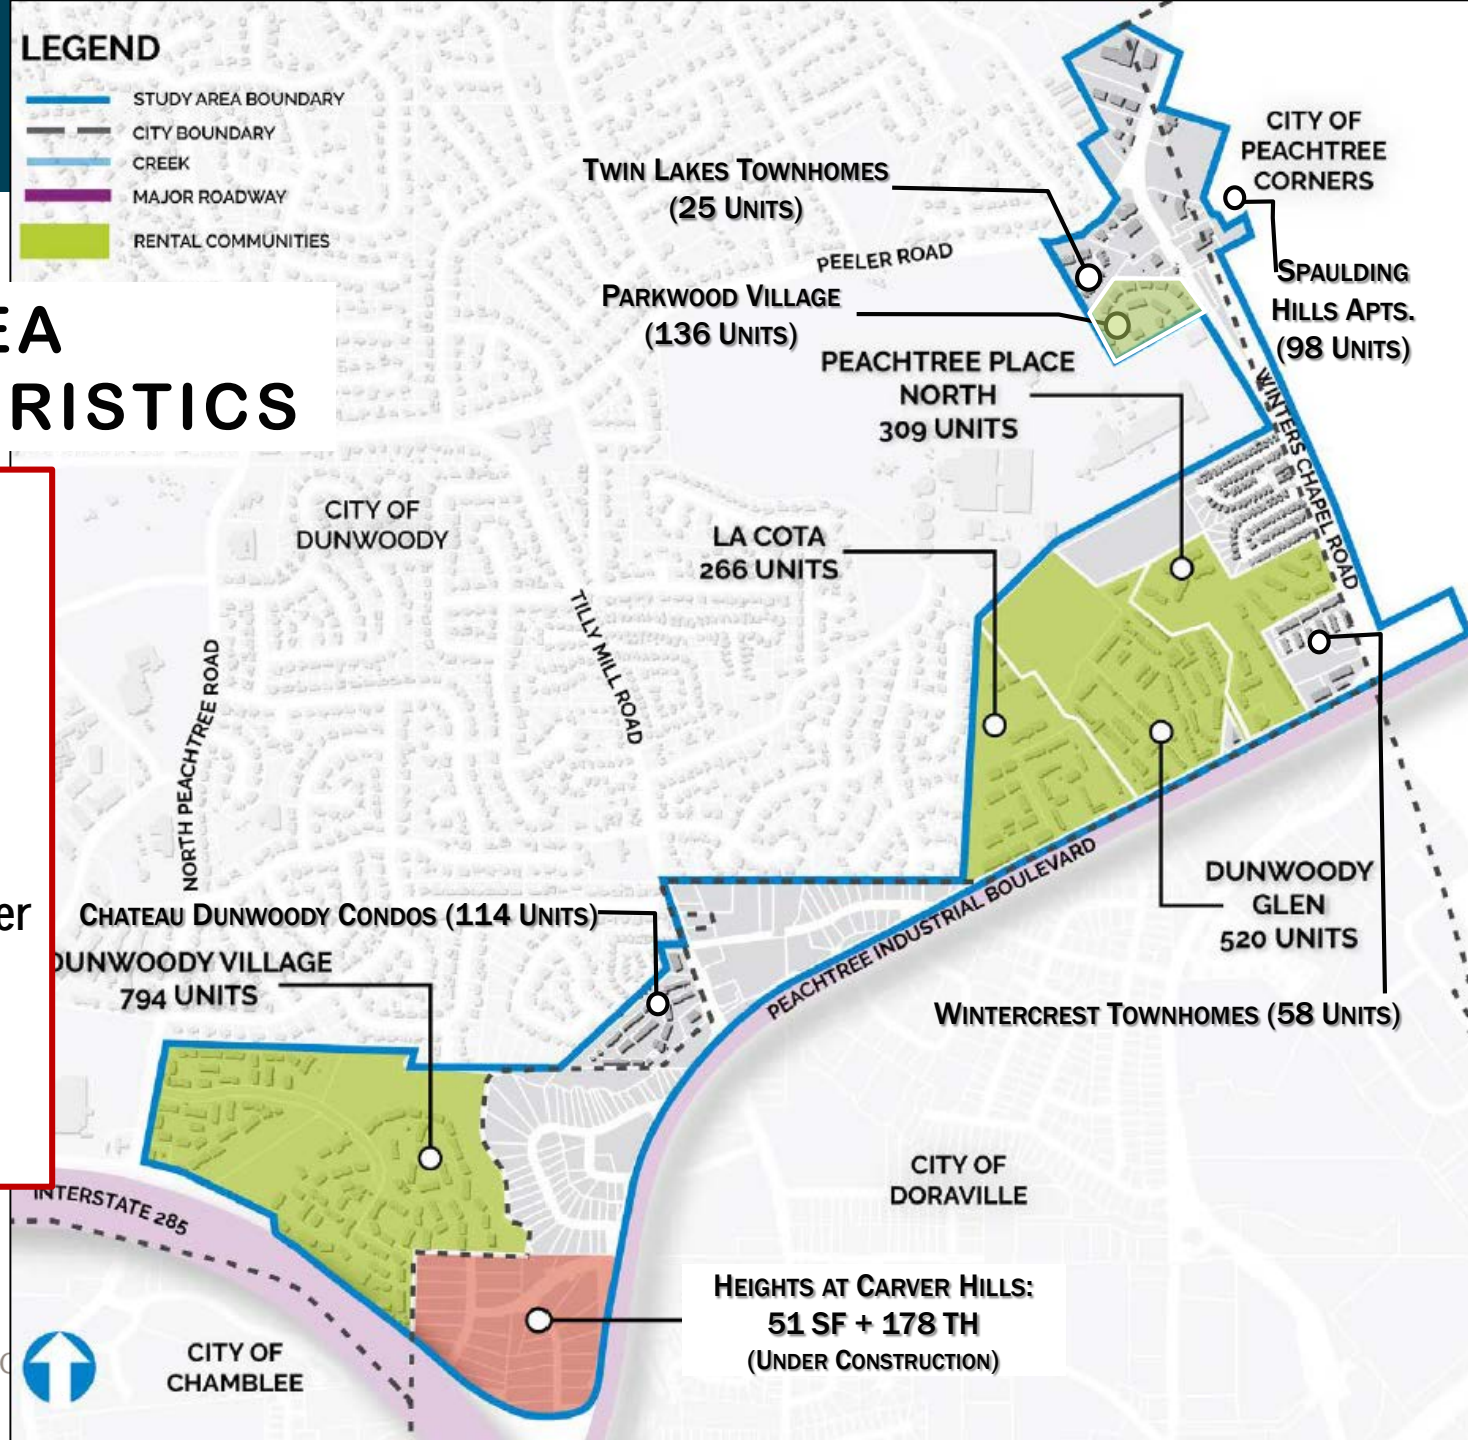 LEGEND
STUDY AREA BOUNDARY
CITY BOUNDARY
CREEK
MAJOR ROADWAY
RENTAL COMMUNITIES
EA
RISTICS
er
CITY OF
PEACHTREE
CORNERS
TWIN LAKES TOWNHOMES
(25 UNITS)
PEELER ROAD
SPAULDING
HILLS APTS.
(98 UNITS)
PARKWOOD VILLAGE
(136 UNITS)
PEACHTREE PLACE
NORTH
309 UNITS
WINTERS CHAPEL ROAD
CITY OF
DUNWOODY
LA COTA
266 UNITS
TILLY MILL ROAD
NORTH PEACHTREE ROAD
PEACHTREE INDUSTRIAL BOULEVARD
DUNWOODY
GLEN
520 UNITS
CHATEAU DUNWOODY CONDOS (114 UNITS)
DUNWOODY VILLAGE
794 UNITS
WINTERCREST TOWNHOMES (58 UNITS)
CITY OF
DORAVILLE
INTERSTATE 285
HEIGHTS AT CARVER HILLS:
51 SF + 178 TH
(UNDER CONSTRUCTION)
CITY OF
CHAMBLEE